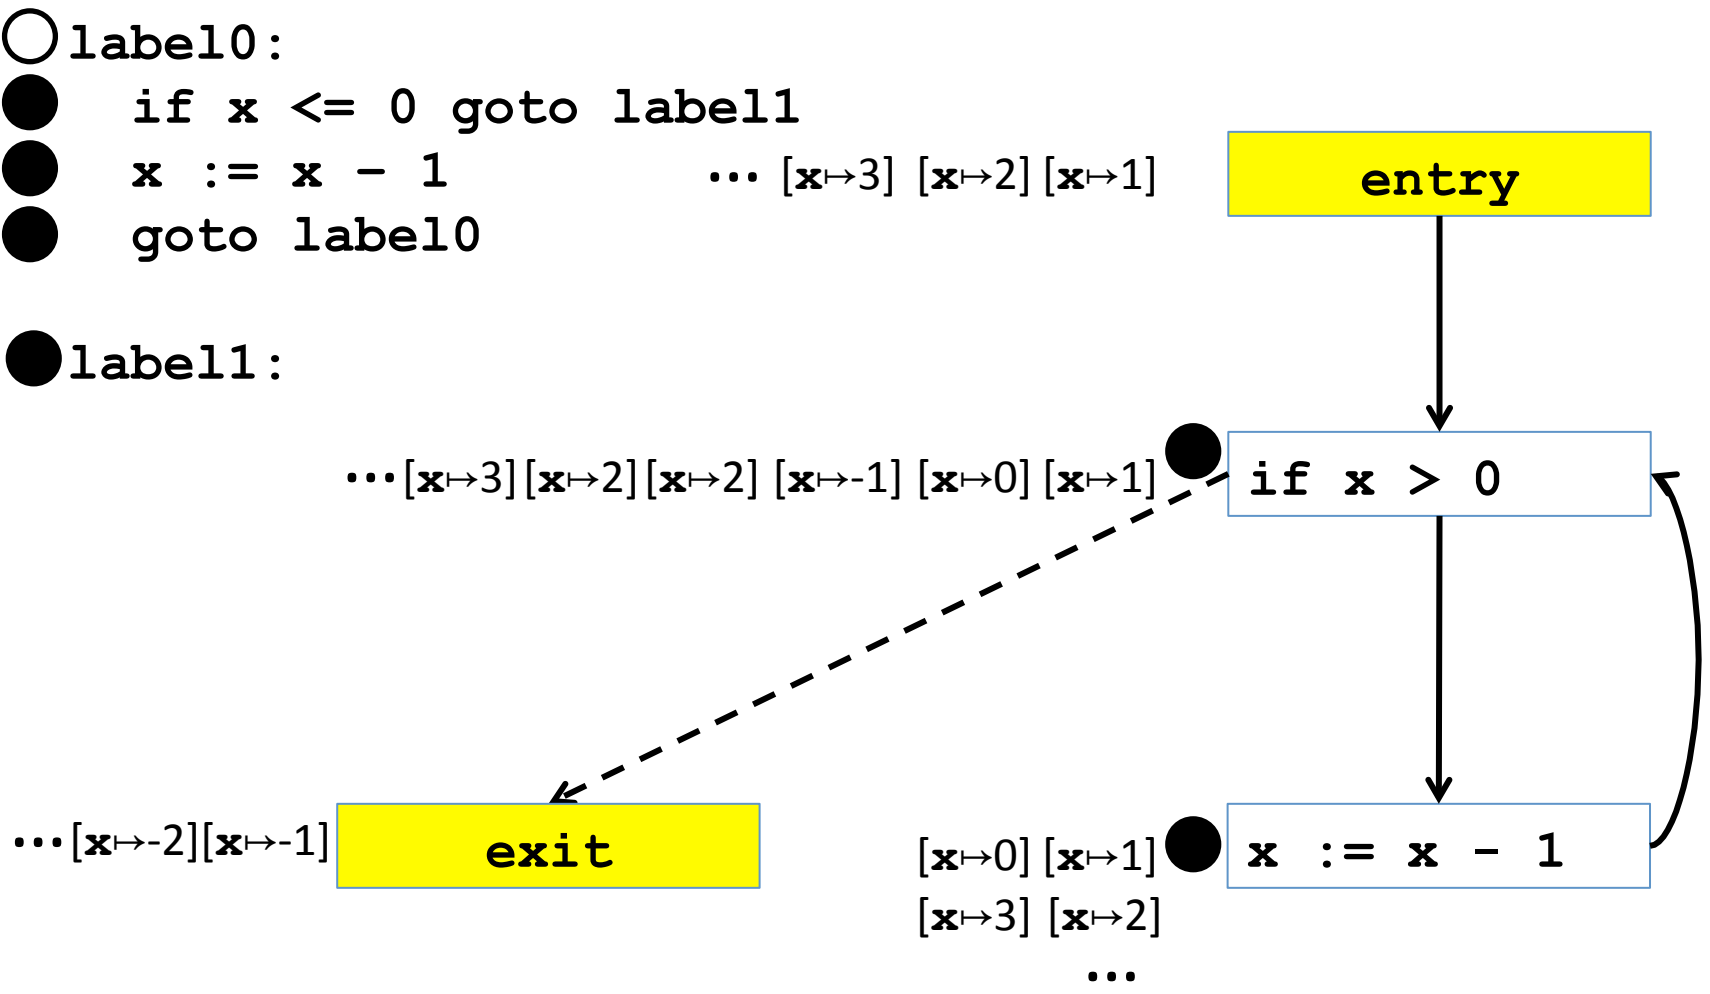 label0:
if x <= 0 goto label1
x := x - 1
goto label0
label1:
... [x↦3] [x↦2] [x↦1]
entry
...[x↦3][x↦2][x↦2] [x↦-1] [x↦0] [x↦1]
if x > 0
...[x↦-2][x↦-1]
exit
[x↦0] [x↦1]
[x↦3] [x↦2]
...
x := x - 1